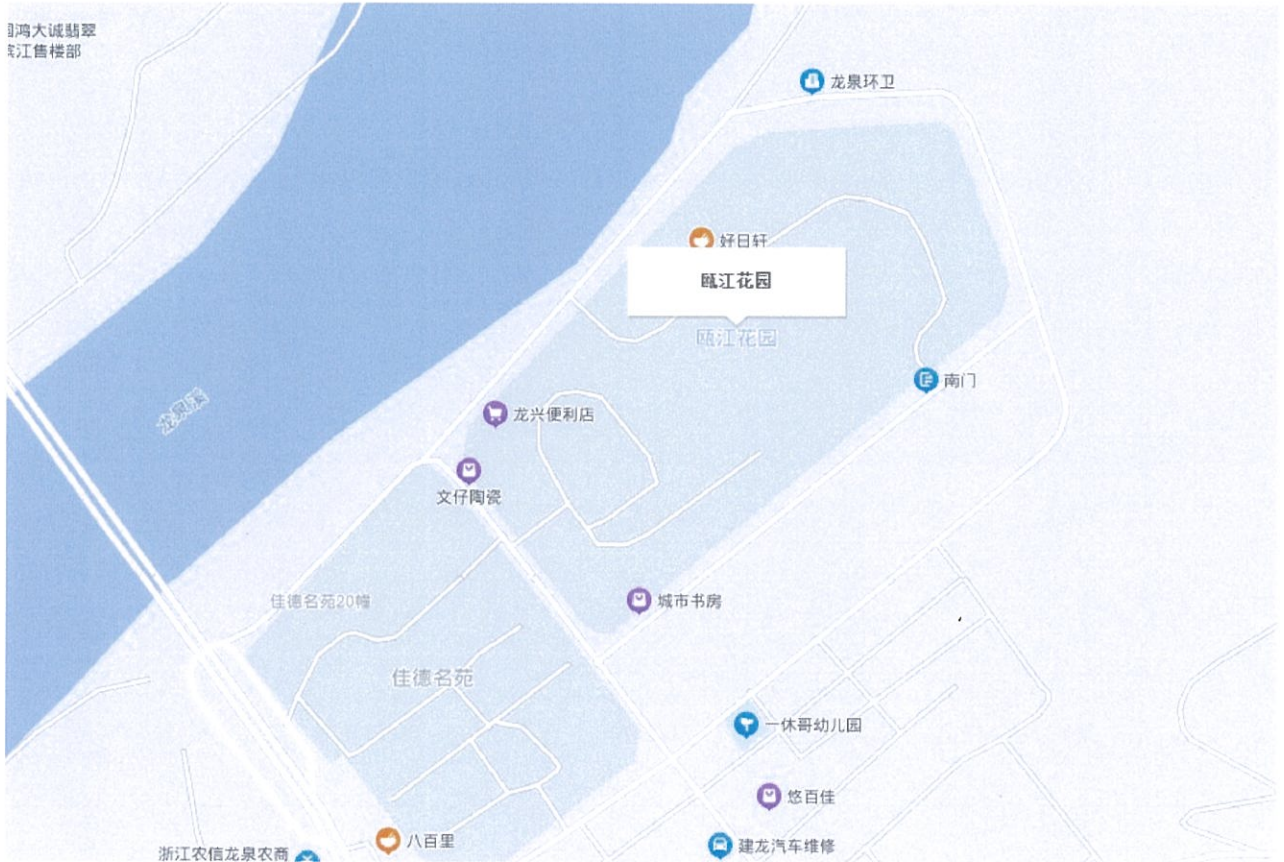 鸿大诚翡翠
滨江售楼部
龙泉环卫
好日轩
瓯江花园
瓯江花园
南门
龙泉溪
龙兴便利店
文仔陶瓷
佳德名苑20幢
城市书房
佳德名苑
一休哥幼儿园
悠百佳
八百里
建龙汽车维修
浙江农信龙泉农商